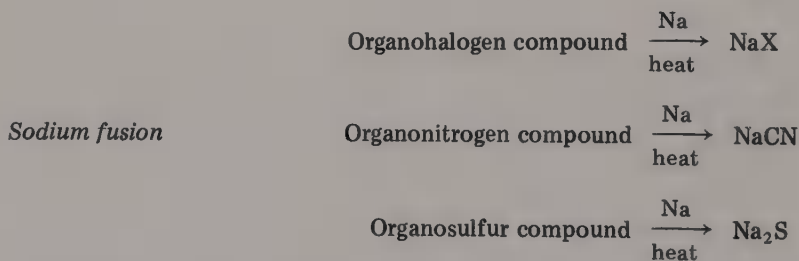 Organohalogen compound Na/heat → NaX
Sodium fusion Organonitrogen compound Na/heat → NaCN
Organosulfur compound Na/heat → Na₂S